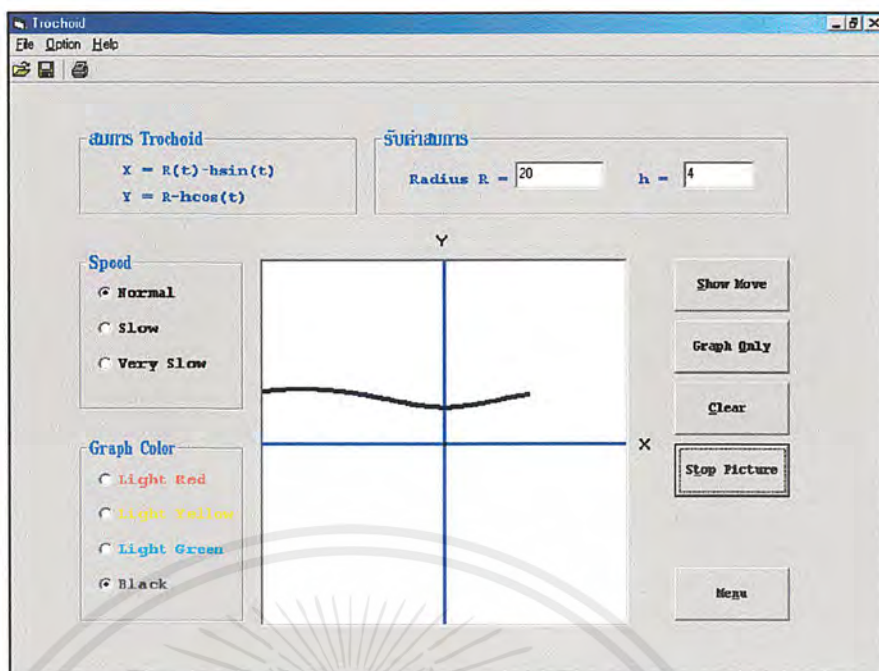 Trochoid
File Option Help
สมการ Trochoid
X = R(t)-hsin(t)
Y = R-hcos(t)
รับค่าสมการ
Radius R = 20 h = 4
Y
Speed
Normal
Slow
Very Slow
Show Move
Graph Only
Clear
X
Stop Picture
Graph Color
Light Red
Light Yellow
Light Green
Black
Menu